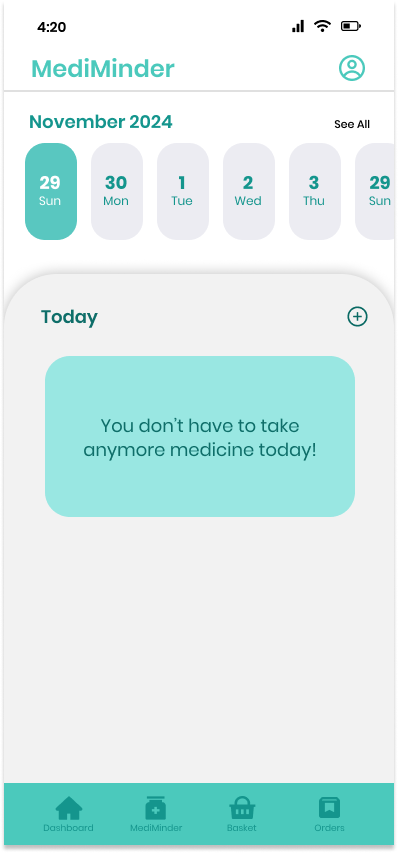 4:20
MediMinder
November 2024
See All
29 30 1 2 3 29
Sun Mon Tue Wed Thu Sun
Today
You don't have to take
anymore medicine today!
Dashboard MediMinder Basket Orders